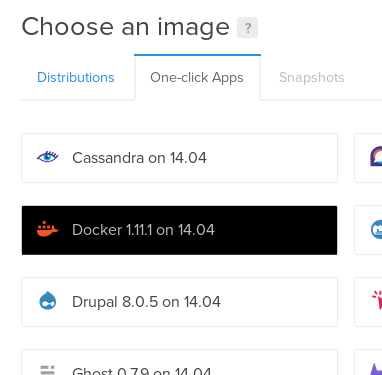 Choose an image ?
Distributions One-click Apps Snapshots
Cassandra on 14.04
Docker 1.11.1 on 14.04
Drupal 8.0.5 on 14.04
Ghost 0.7.9 on 14.04